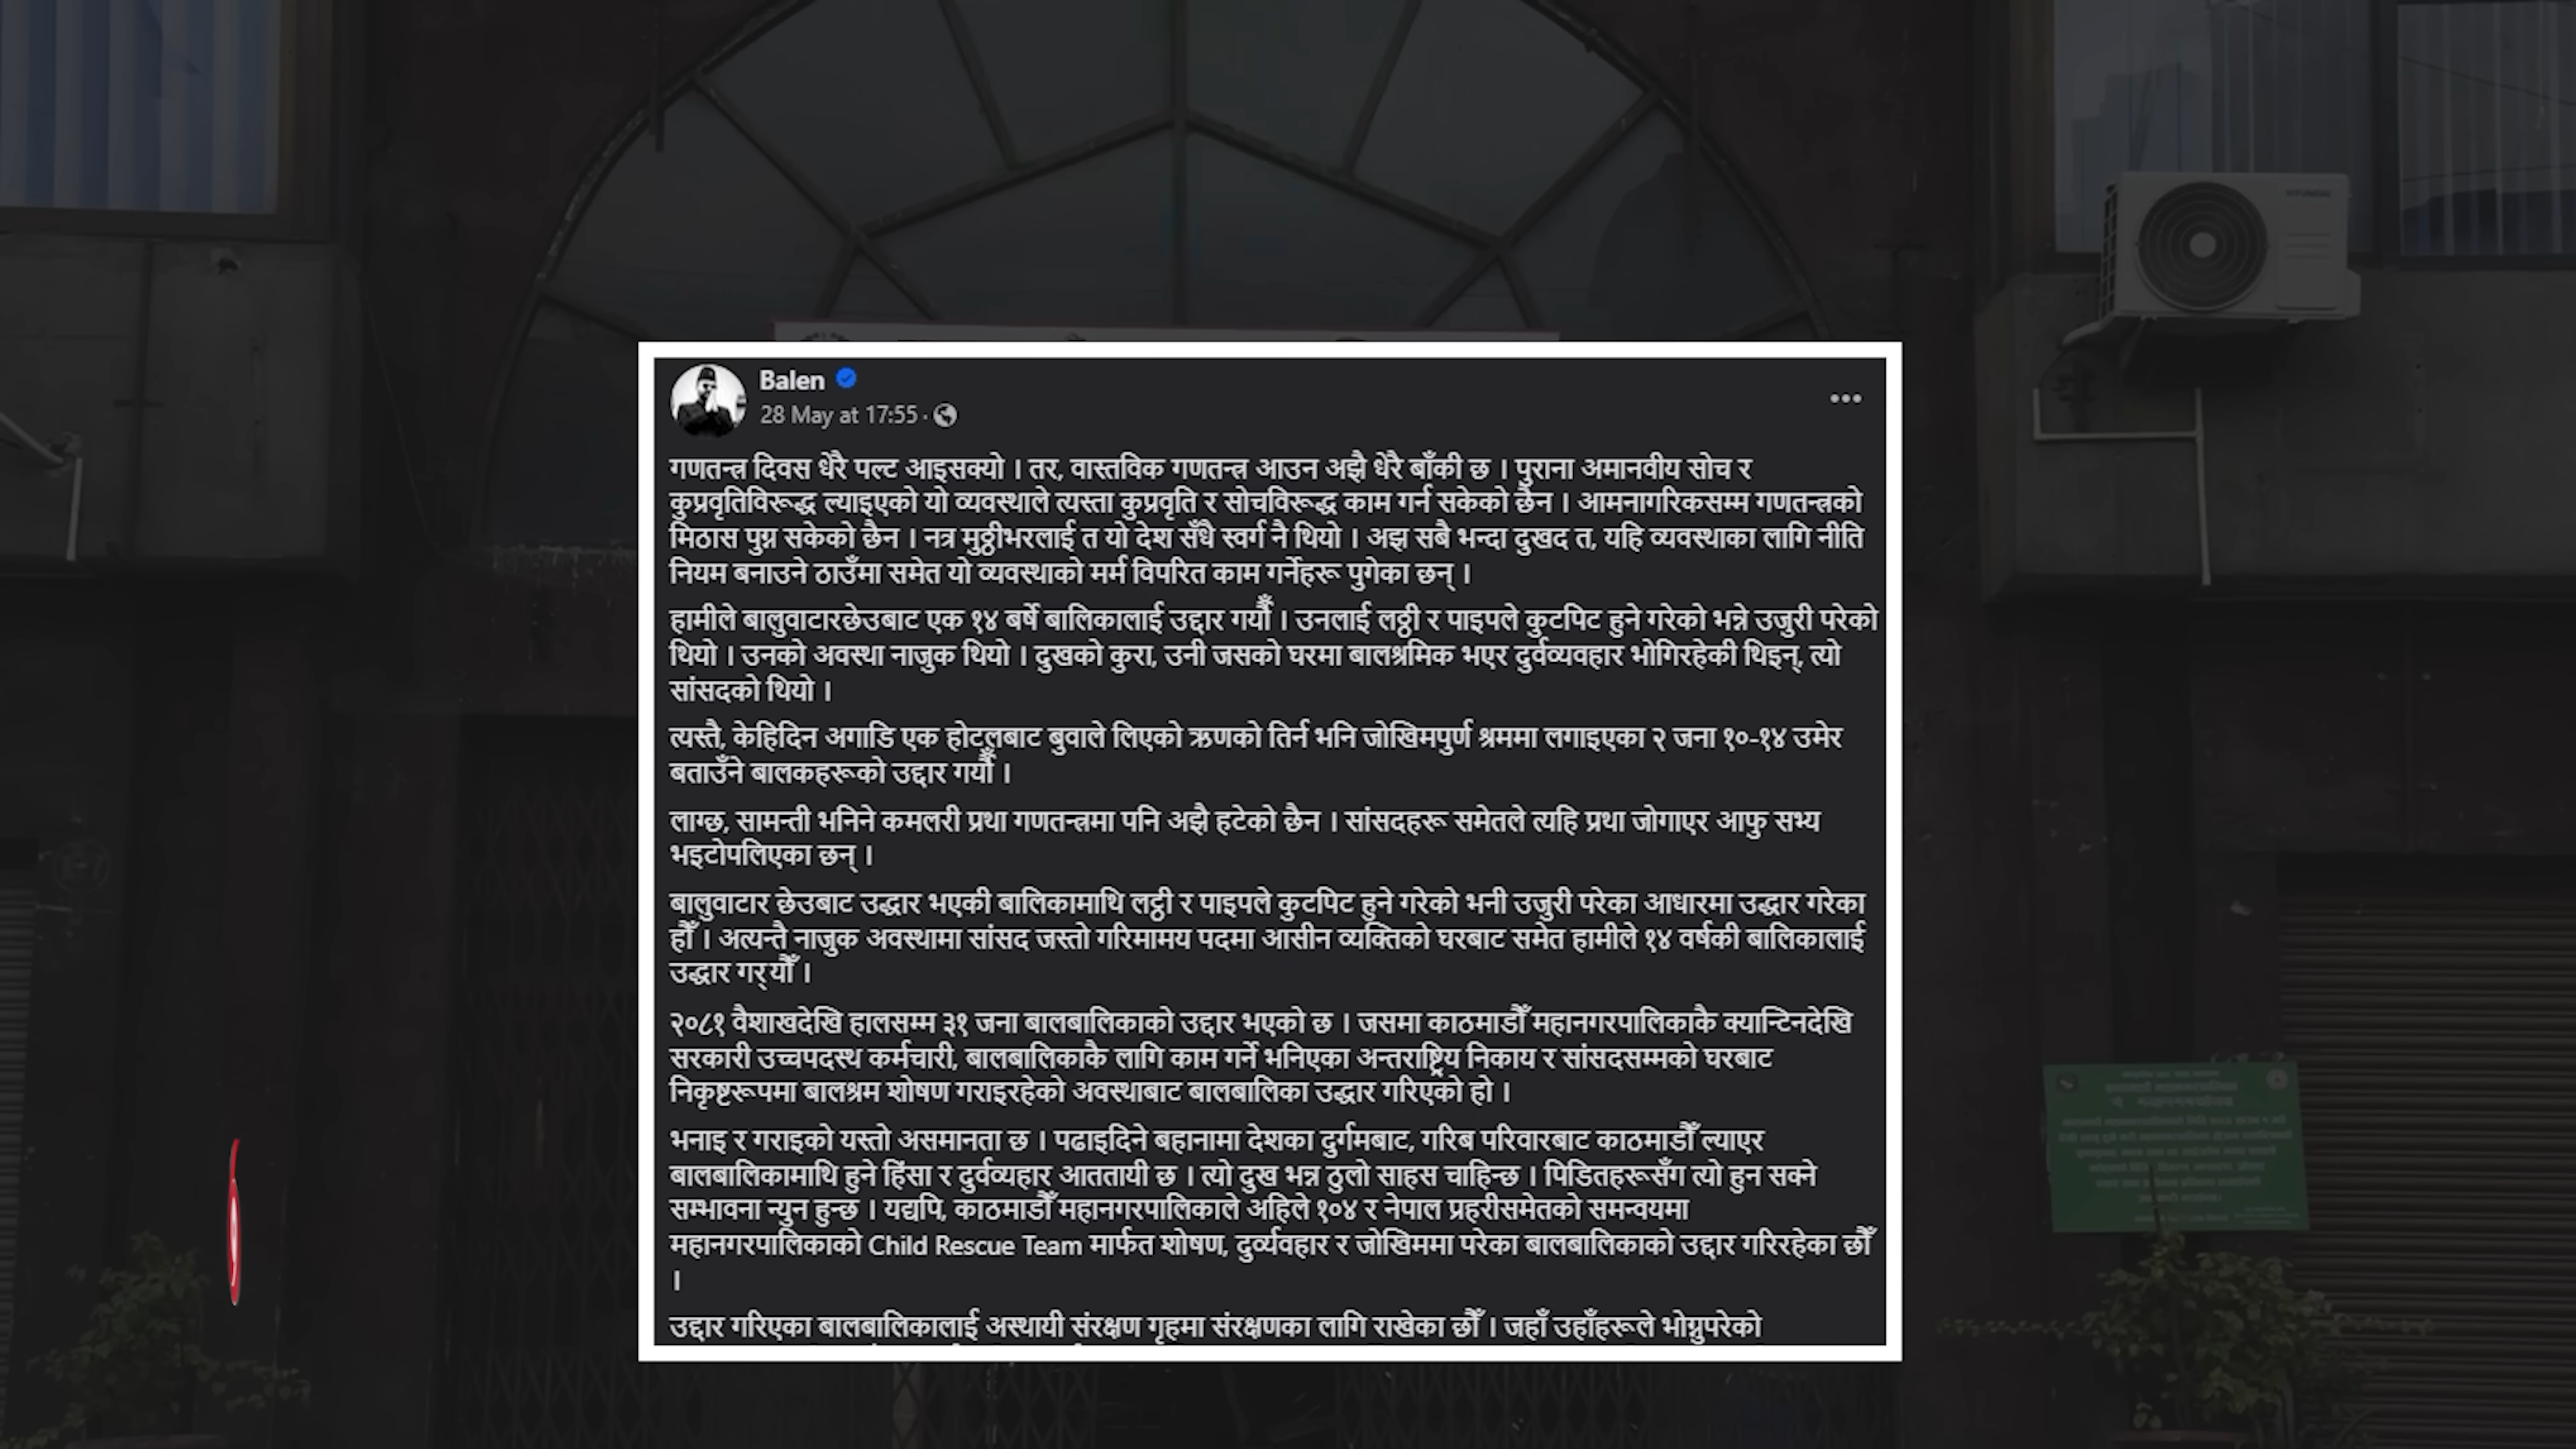 Balen
28 May at 17:55 ·
गणतन्त्र दिवस धेरै पल्ट आइसक्यो । तर, वास्तविक गणतन्त्र आउन अझै धेरै बाँकी छ । पुराना अमानवीय सोच र
कुप्रवृतिविरूद्ध ल्याइएको यो व्यवस्थाले त्यस्ता कुप्रवृति र सोचविरूद्ध काम गर्न सकेको छैन । आमनागरिकसम्म गणतन्त्रको
मिठास पुग्न सकेको छैन । नत्र मुठ्ठीभरलाई त यो देश सँधै स्वर्ग नै थियो । अझ सबै भन्दा दुखद त, यहि व्यवस्थाका लागि नीति
नियम बनाउने ठाउँमा समेत यो व्यवस्थाको मर्म विपरित काम गर्नेहरू पुगेका छन् ।
हामीले बालुवाटारछेउबाट एक १४ बर्षे बालिकालाई उद्दार गर्यौँ । उनलाई लठ्ठी र पाइपले कुटपिट हुने गरेको भन्ने उजुरी परेको
थियो । उनको अवस्था नाजुक थियो । दुखको कुरा, उनी जसको घरमा बालश्रमिक भएर दुर्वव्यवहार भोगिरहेकी थिइन्, त्यो
सांसदको थियो ।
त्यस्तै, केहिदिन अगाडि एक होटलबाट बुवाले लिएको ऋणको तिर्न भनि जोखिमपुर्ण श्रममा लगाइएका २ जना १०-१४ उमेर
बताउँने बालकहरूको उद्दार गर्यौँ ।
लाग्छ, सामन्ती भनिने कमलरी प्रथा गणतन्त्रमा पनि अझै हटेको छैन । सांसदहरू समेतले त्यहि प्रथा जोगाएर आफु सभ्य
भइटोपलिएका छन् ।
बालुवाटार छेउबाट उद्धार भएकी बालिकामाथि लट्ठी र पाइपले कुटपिट हुने गरेको भनी उजुरी परेका आधारमा उद्धार गरेका
हौँ । अत्यन्तै नाजुक अवस्थामा सांसद जस्तो गरिमामय पदमा आसीन व्यक्तिको घरबाट समेत हामीले १४ वर्षकी बालिकालाई
उद्धार गर्‍यौँ ।
२०८१ वैशाखदेखि हालसम्म ३१ जना बालबालिकाको उद्दार भएको छ । जसमा काठमाडौँ महानगरपालिकाकै क्यान्टिनदेखि
सरकारी उच्चपदस्थ कर्मचारी, बालबालिकाकै लागि काम गर्ने भनिएका अन्तराष्ट्रिय निकाय र सांसदसम्मको घरबाट
निकृष्टरूपमा बालश्रम शोषण गराइरहेको अवस्थाबाट बालबालिका उद्धार गरिएको हो ।
भनाइ र गराइको यस्तो असमानता छ । पढाइदिने बहानामा देशका दुर्गमबाट, गरिब परिवारबाट काठमाडौँ ल्याएर
बालबालिकामाथि हुने हिंसा र दुर्वव्यहार आततायी छ । त्यो दुख भन्न ठुलो साहस चाहिन्छ । पिडितहरूसँग त्यो हुन सक्ने
सम्भावना न्युन हुन्छ । यद्यपि, काठमाडौँ महानगरपालिकाले अहिले १०४ र नेपाल प्रहरीसमेतको समन्वयमा
महानगरपालिकाको Child Rescue Team मार्फत शोषण, दुर्व्यवहार र जोखिममा परेका बालबालिकाको उद्दार गरिरहेका छौँ
।
उद्दार गरिएका बालबालिकालाई अस्थायी संरक्षण गृहमा संरक्षणका लागि राखेका छौँ । जहाँ उहाँहरूले भोग्नुपरेको